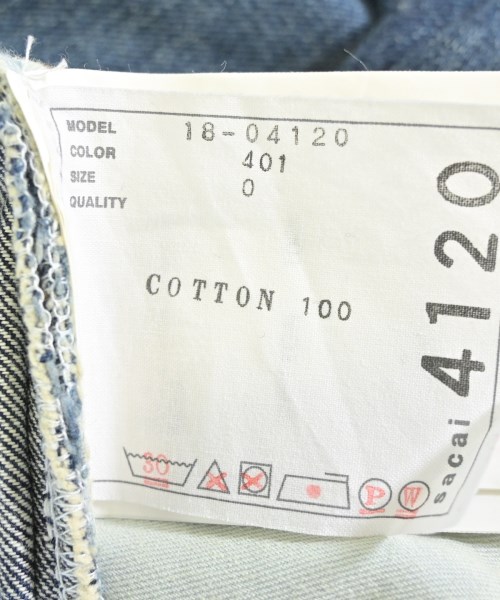 MODEL 18-04120
COLOR 401
SIZE 0
QUALITY
COTTON 100
30
P
W
sacai 4120